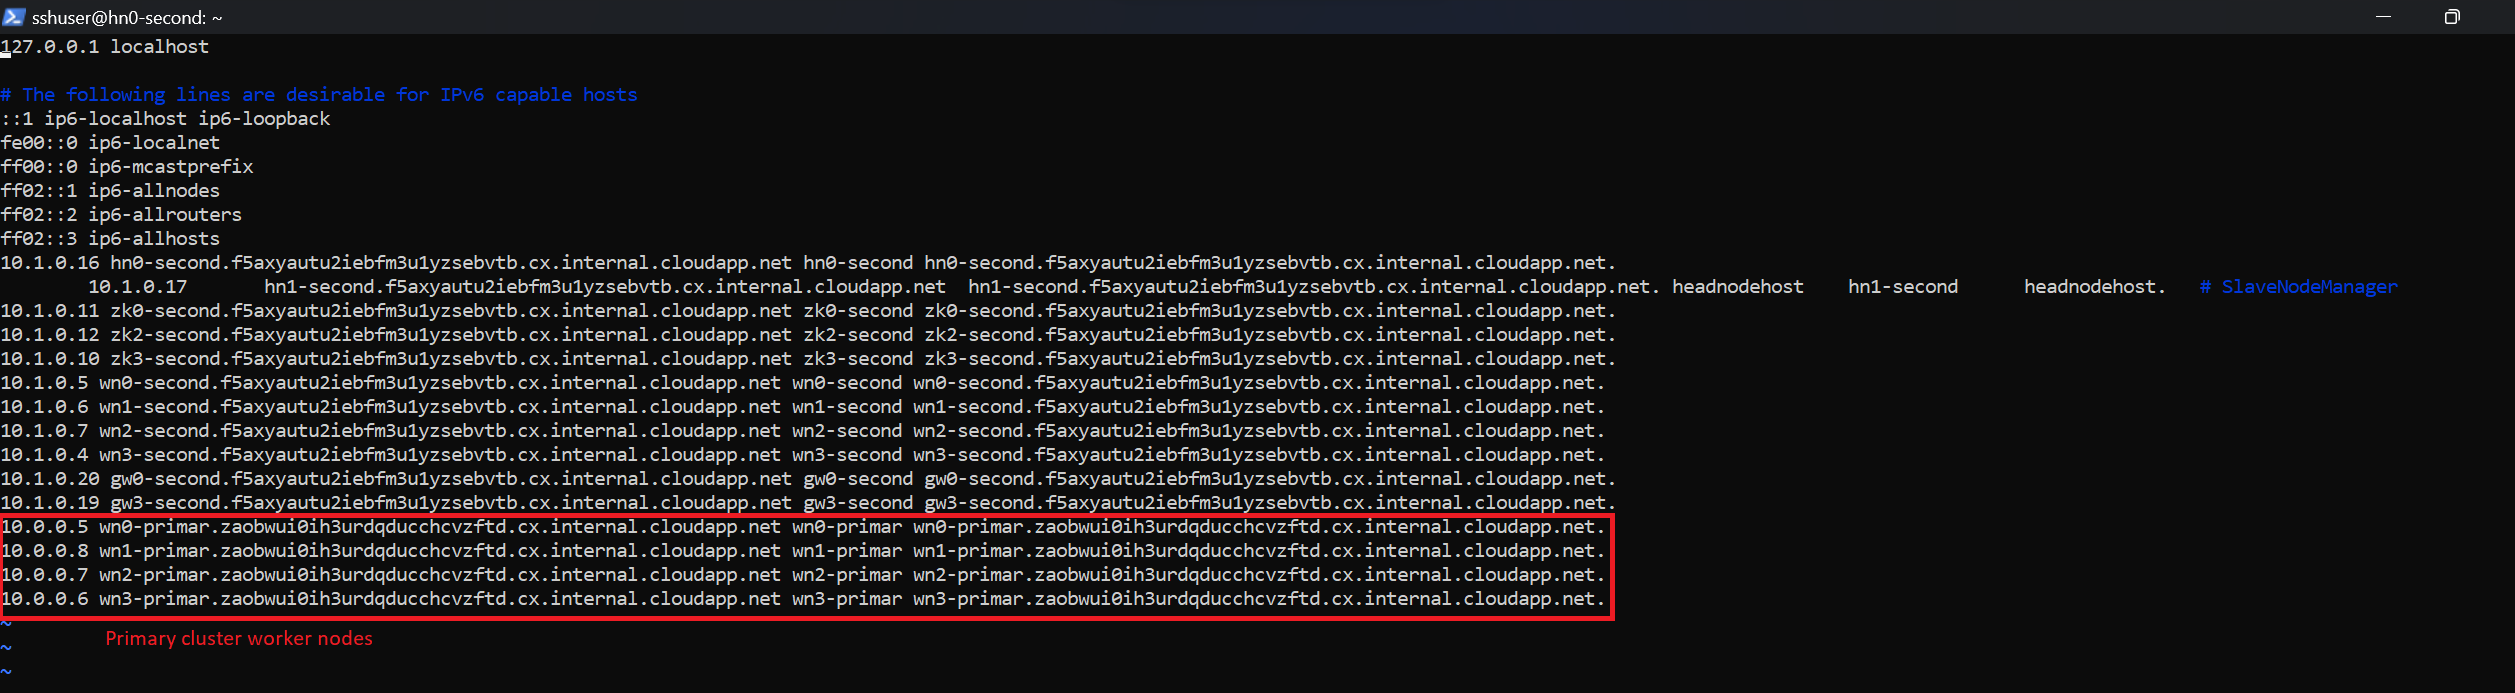 sshuser@hn0-second: ~
127.0.0.1 localhost
# The following lines are desirable for IPv6 capable hosts
::1 ip6-localhost ip6-loopback
fe00::0 ip6-localnet
ff00::0 ip6-mcastprefix
ff02::1 ip6-allnodes
ff02::2 ip6-allrouters
ff02::3 ip6-allhosts
10.1.0.16 hn0-second.f5axyautu2iebfm3u1yzsebvtb.cx.internal.cloudapp.net hn0-second hn0-second.f5axyautu2iebfm3u1yzsebvtb.cx.internal.cloudapp.net.
10.1.0.17 hn1-second.f5axyautu2iebfm3u1yzsebvtb.cx.internal.cloudapp.net hn1-second.f5axyautu2iebfm3u1yzsebvtb.cx.internal.cloudapp.net. headnodehost hn1-second headnodehost. # SlaveNodeManager
10.1.0.11 zk0-second.f5axyautu2iebfm3u1yzsebvtb.cx.internal.cloudapp.net zk0-second zk0-second.f5axyautu2iebfm3u1yzsebvtb.cx.internal.cloudapp.net.
10.1.0.12 zk2-second.f5axyautu2iebfm3u1yzsebvtb.cx.internal.cloudapp.net zk2-second zk2-second.f5axyautu2iebfm3u1yzsebvtb.cx.internal.cloudapp.net.
10.1.0.10 zk3-second.f5axyautu2iebfm3u1yzsebvtb.cx.internal.cloudapp.net zk3-second zk3-second.f5axyautu2iebfm3u1yzsebvtb.cx.internal.cloudapp.net.
10.1.0.5 wn0-second.f5axyautu2iebfm3u1yzsebvtb.cx.internal.cloudapp.net wn0-second wn0-second.f5axyautu2iebfm3u1yzsebvtb.cx.internal.cloudapp.net.
10.1.0.6 wn1-second.f5axyautu2iebfm3u1yzsebvtb.cx.internal.cloudapp.net wn1-second wn1-second.f5axyautu2iebfm3u1yzsebvtb.cx.internal.cloudapp.net.
10.1.0.7 wn2-second.f5axyautu2iebfm3u1yzsebvtb.cx.internal.cloudapp.net wn2-second wn2-second.f5axyautu2iebfm3u1yzsebvtb.cx.internal.cloudapp.net.
10.1.0.4 wn3-second.f5axyautu2iebfm3u1yzsebvtb.cx.internal.cloudapp.net wn3-second wn3-second.f5axyautu2iebfm3u1yzsebvtb.cx.internal.cloudapp.net.
10.1.0.20 gw0-second.f5axyautu2iebfm3u1yzsebvtb.cx.internal.cloudapp.net gw0-second gw0-second.f5axyautu2iebfm3u1yzsebvtb.cx.internal.cloudapp.net.
10.1.0.19 gw3-second.f5axyautu2iebfm3u1yzsebvtb.cx.internal.cloudapp.net gw3-second gw3-second.f5axyautu2iebfm3u1yzsebvtb.cx.internal.cloudapp.net.
10.0.0.5 wn0-primar.zaobwui0ih3urdqducchcvzftd.cx.internal.cloudapp.net wn0-primar wn0-primar.zaobwui0ih3urdqducchcvzftd.cx.internal.cloudapp.net.
10.0.0.8 wn1-primar.zaobwui0ih3urdqducchcvzftd.cx.internal.cloudapp.net wn1-primar wn1-primar.zaobwui0ih3urdqducchcvzftd.cx.internal.cloudapp.net.
10.0.0.7 wn2-primar.zaobwui0ih3urdqducchcvzftd.cx.internal.cloudapp.net wn2-primar wn2-primar.zaobwui0ih3urdqducchcvzftd.cx.internal.cloudapp.net.
10.0.0.6 wn3-primar.zaobwui0ih3urdqducchcvzftd.cx.internal.cloudapp.net wn3-primar wn3-primar.zaobwui0ih3urdqducchcvzftd.cx.internal.cloudapp.net.
~
Primary cluster worker nodes
~
~